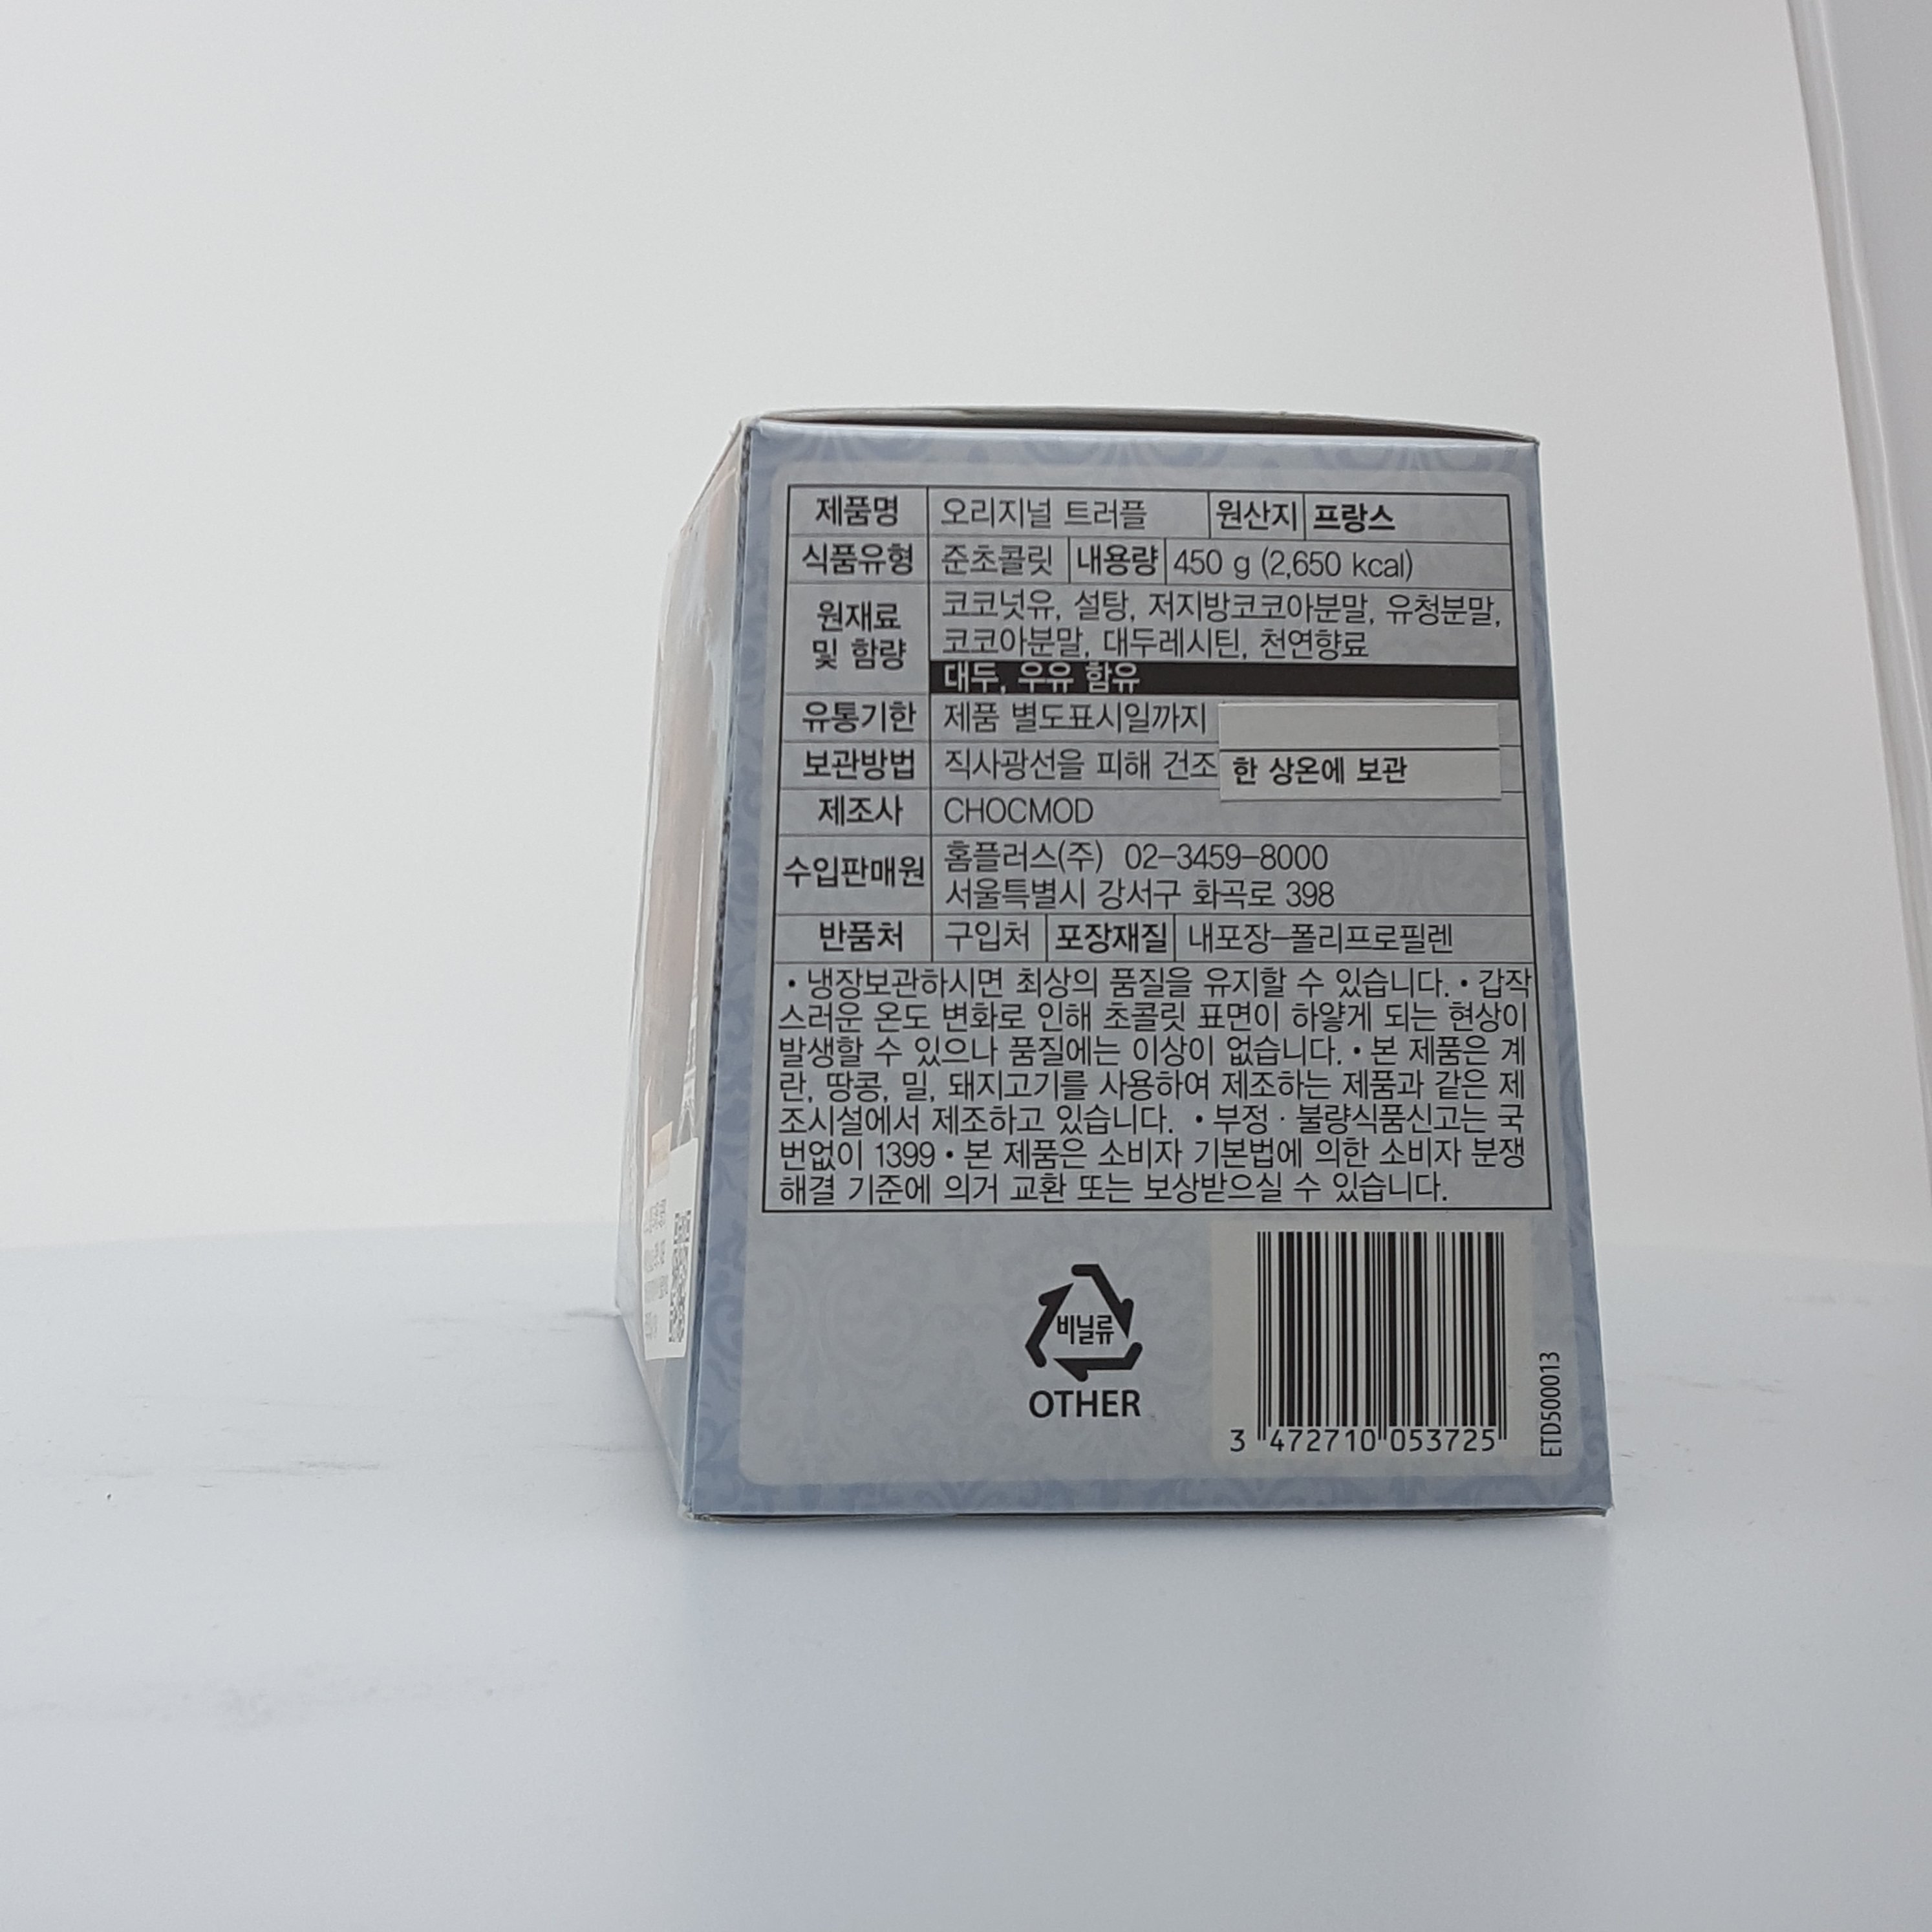 제품명 오리지널 트러플 원산지 프랑스
식품유형 준초콜릿 내용량 450 g (2,650 kcal)
원재료 및 함량 코코넛유, 설탕, 저지방코코아분말, 유청분말,
코코아분말, 대두레시틴, 천연향료
대두, 우유 함유
유통기한 제품 별도표시일까지
보관방법 직사광선을 피해 건조한 상온에 보관
제조사 CHOCMOD
수입판매원 홈플러스(주) 02-3459-8000
서울특별시 강서구 화곡로 398
반품처 구입처 포장재질 내포장-폴리프로필렌
• 냉장보관하시면 최상의 품질을 유지할 수 있습니다. • 갑작
스러운 온도 변화로 인해 초콜릿 표면이 하얗게 되는 현상이
발생할 수 있으나 품질에는 이상이 없습니다. • 본 제품은 계
란, 땅콩, 밀, 돼지고기를 사용하여 제조하는 제품과 같은 제
조시설에서 제조하고 있습니다. • 부정 · 불량식품신고는 국
번없이 1399 • 본 제품은 소비자 기본법에 의한 소비자 분쟁
해결 기준에 의거 교환 또는 보상받으실 수 있습니다.
비닐류
OTHER
3 472710 053725
ETD500013